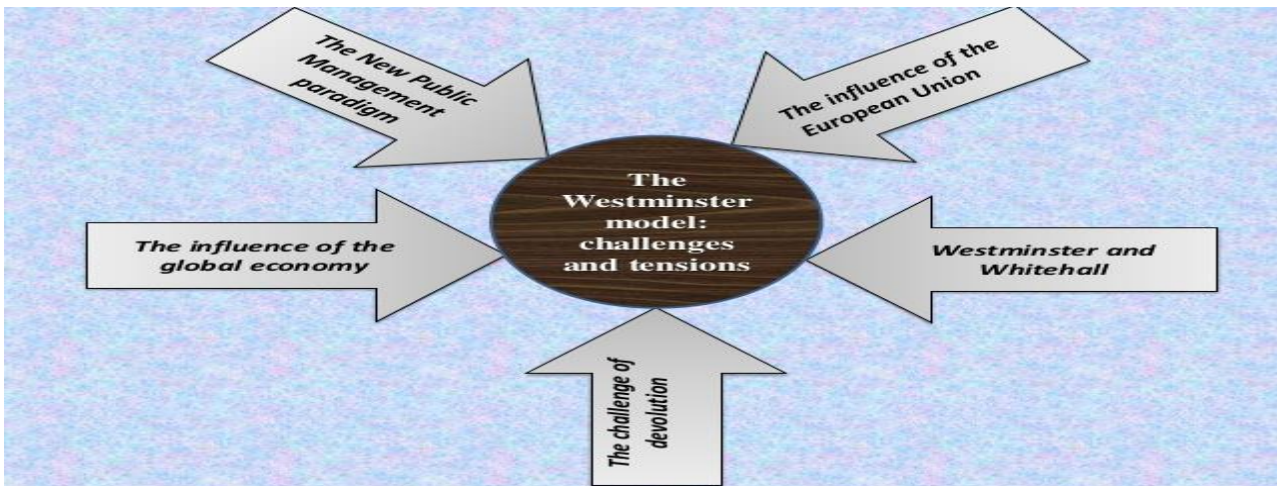 The New Public
Management
paradigm
The influence of the
European Union
The
Westminster
model:
challenges
and tensions
The influence of the
global economy
Westminster and
Whitehall
The challenge of
devolution